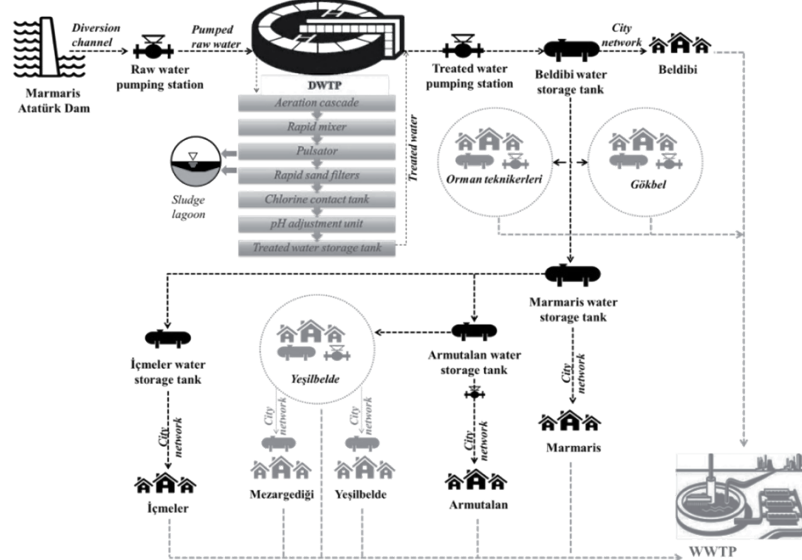 Diversion
channel
Pumped
raw water
City
network
Marmaris
Atatürk Dam
Raw water
pumping station
DWTP
Treated water
pumping station
Beldibi water
storage tank
Beldibi
Aeration cascade
Rapid mixer
Pulsator
Rapid sand filters
Chlorine contact tank
pH adjustment unit
Treated water storage tank
Treated water
Sludge
lagoon
Orman teknikerleri
Gökbel
Marmaris water
storage tank
İçmeler water
storage tank
Yeşilbelde
Armutalan water
storage tank
City
network
City
network
City
network
City
network
City
network
Marmaris
İçmeler
Mezargediği
Yeşilbelde
Armutalan
WWTP